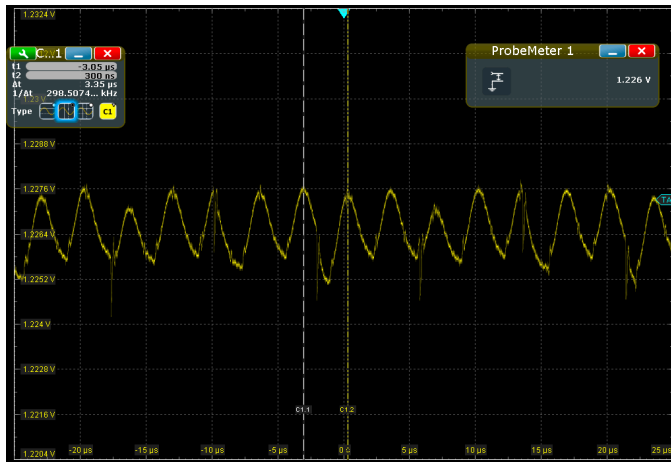 1.2324 V
C...1
t1 -3.05 µs
t2 300 ns
Δt 3.35 µs
1/Δt 298.5074... kHz
Type C1
ProbeMeter 1
1.226 V
1.22 V
1.2288 V
1.2276 V
TA
1.2264 V
1.2252 V
1.224 V
1.2228 V
1.2216 V
C1.1 C1.2
1.2204 V
-20 µs -15 µs -10 µs -5 µs 0 s 5 µs 10 µs 15 µs 20 µs 25 µs